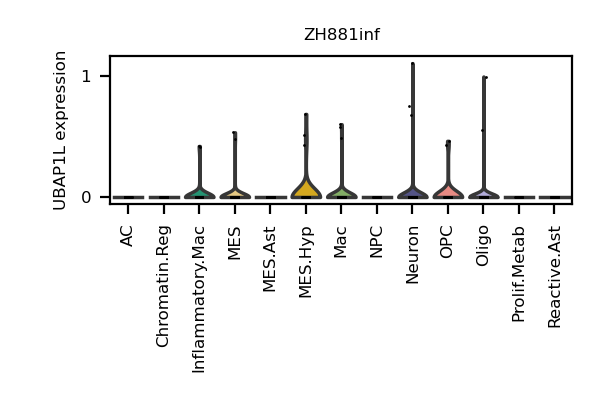 ZH881inf
UBAP1L expression
1
0
AC
Chromatin.Reg
Inflammatory.Mac
MES
MES.Ast
MES.Hyp
Mac
NPC
Neuron
OPC
Oligo
Prolif.Metab
Reactive.Ast